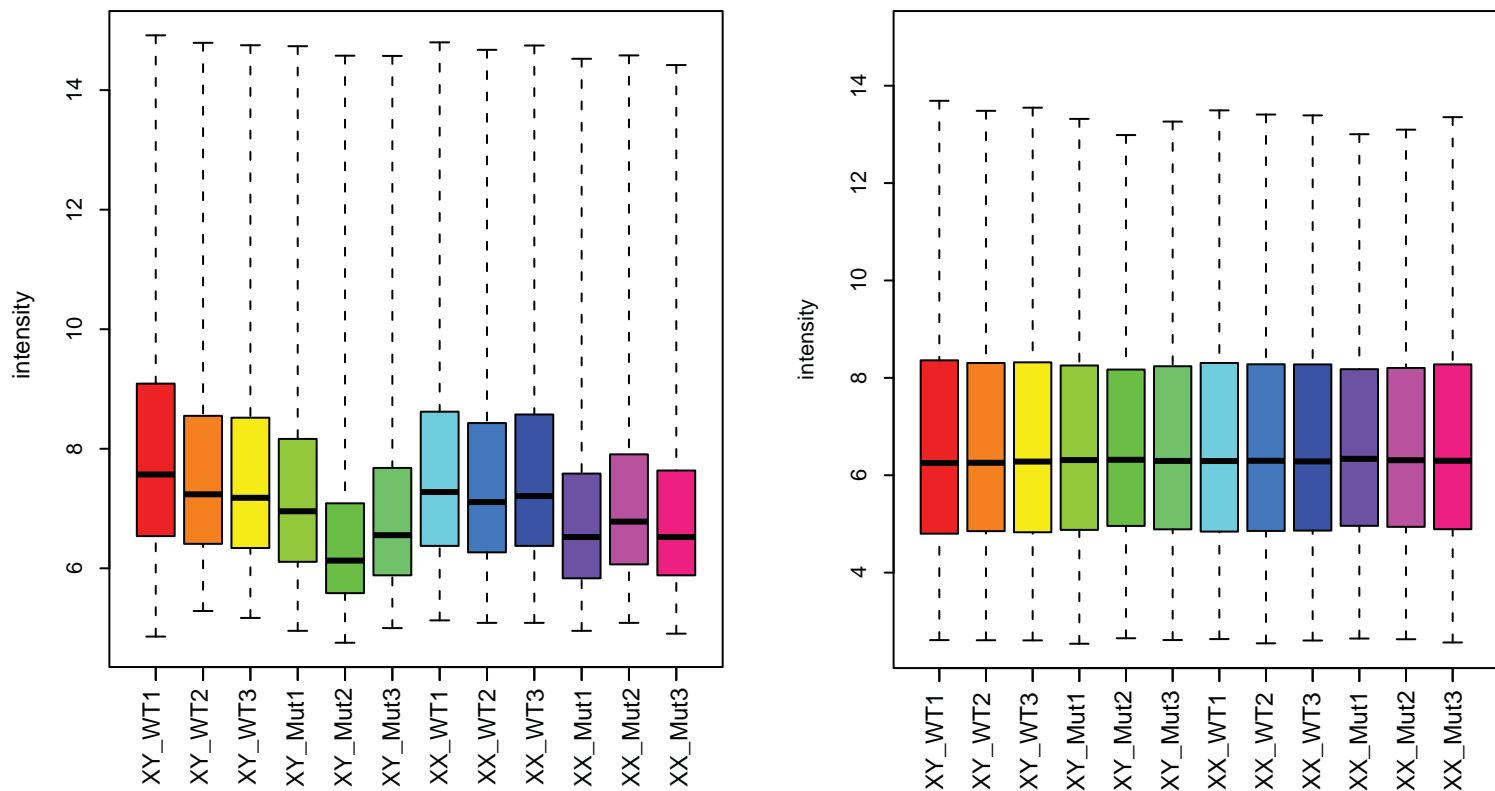 intensity
14
12
10
8
6
XY_WT1
XY_WT2
XY_WT3
XY_Mut1
XY_Mut2
XY_Mut3
XX_WT1
XX_WT2
XX_WT3
XX_Mut1
XX_Mut2
XX_Mut3
intensity
14
12
10
8
6
4
XY_WT1
XY_WT2
XY_WT3
XY_Mut1
XY_Mut2
XY_Mut3
XX_WT1
XX_WT2
XX_WT3
XX_Mut1
XX_Mut2
XX_Mut3